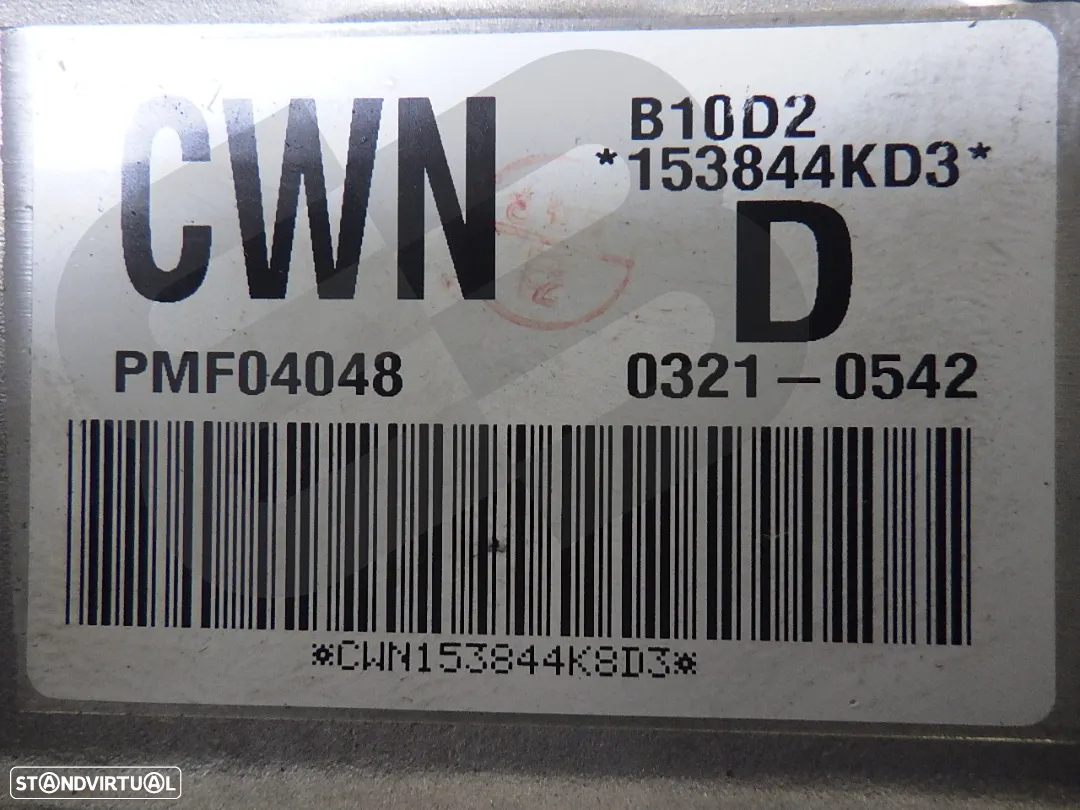 CWN
B10D2
*153844KD3*
D
PMF04048
0321-0542
*CWN153844K8D3*
STANDVIRTUAL